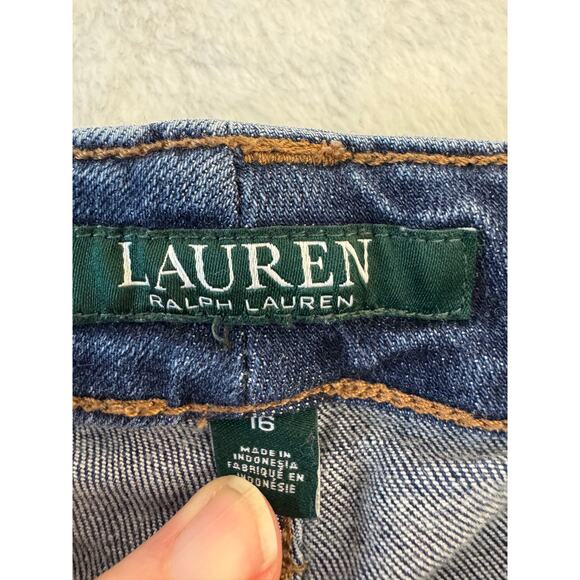 LAUREN
RALPH LAUREN
16
MADE IN
INDONESIA
FABRIQUÉ EN
INDONÉSIE